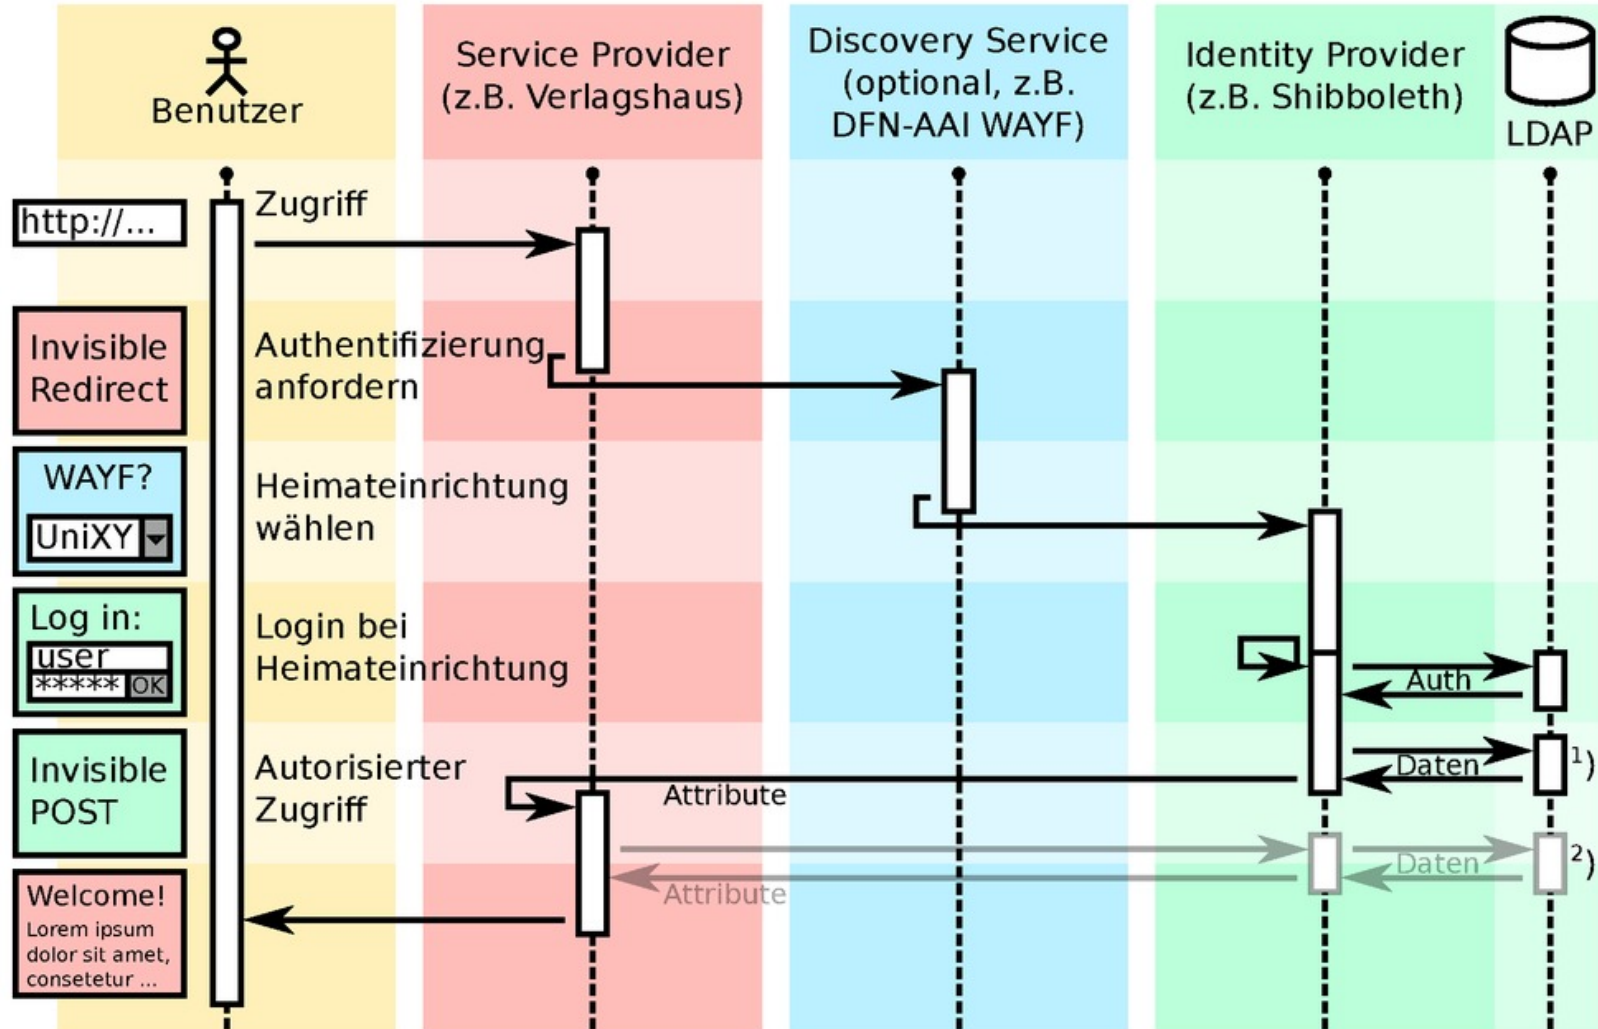 Benutzer
Service Provider
(z.B. Verlagshaus)
Discovery Service
(optional, z.B.
DFN-AAI WAYF)
Identity Provider
(z.B. Shibboleth)
LDAP
http://...
Zugriff
Invisible
Redirect
Authentifizierung
anfordern
WAYF?
UniXY
Heimateinrichtung
wählen
Log in:
user
*****
OK
Login bei
Heimateinrichtung
Auth
Invisible
POST
Autorisierter
Zugriff
Attribute
Daten
1)
Attribute
Daten
2)
Welcome!
Lorem ipsum
dolor sit amet,
consetetur ...